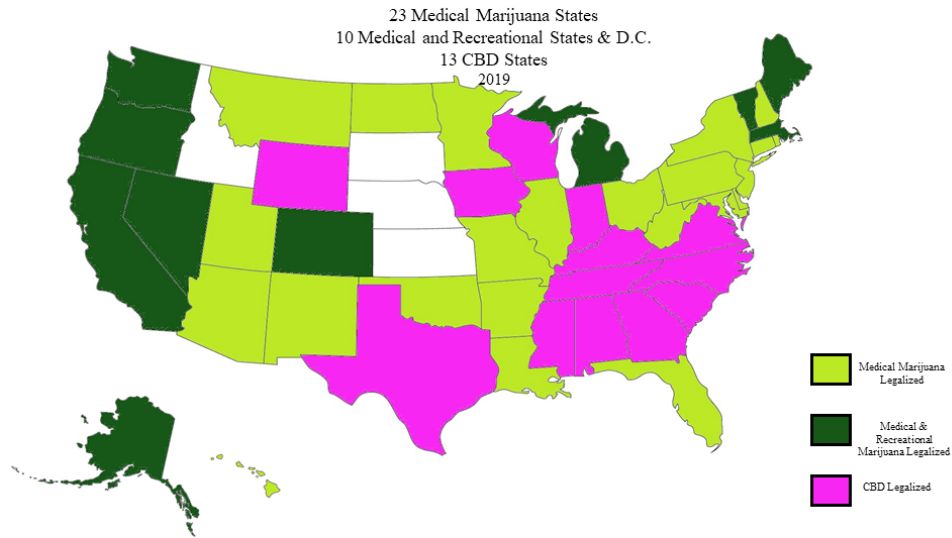 23 Medical Marijuana States
10 Medical and Recreational States & D.C.
13 CBD States
2019
Medical Marijuana
Legalized
Medical &
Recreational
Marijuana Legalized
CBD Legalized